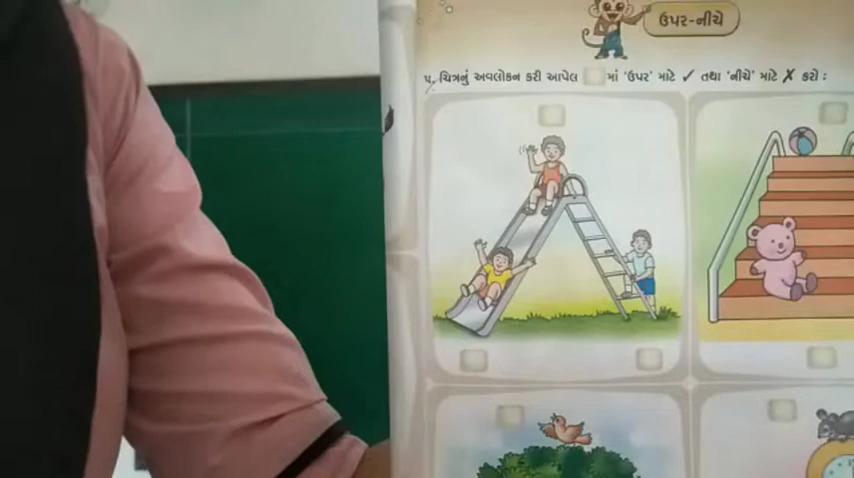 ઉપર-નીચે
૫. ચિત્રનું અવલોકન કરી આપેલ માં 'ઉપર' માટે ✓ તથા 'નીચે' માટે ✗ કરો :